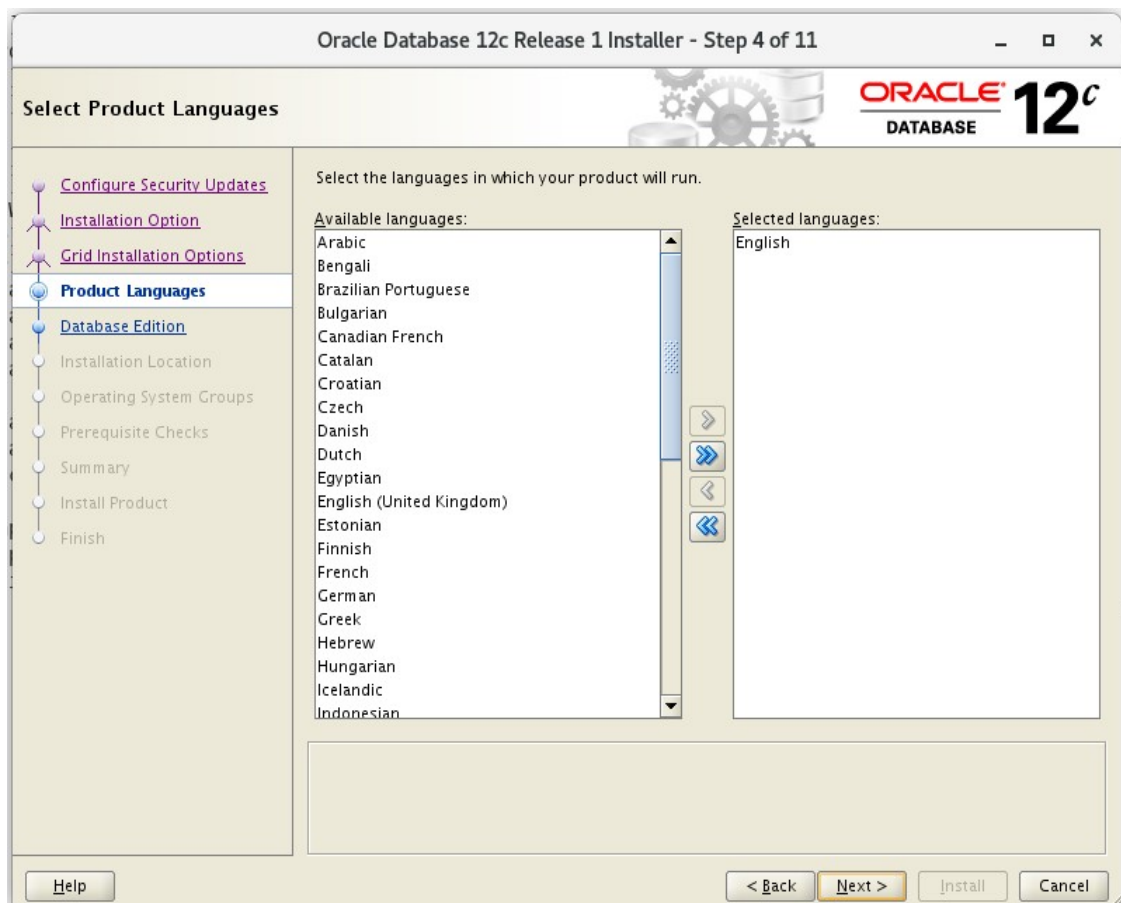 Oracle Database 12c Release 1 Installer - Step 4 of 11
Select Product Languages
ORACLE
DATABASE
12c
Configure Security Updates
Installation Option
Grid Installation Options
Product Languages
Database Edition
Installation Location
Operating System Groups
Prerequisite Checks
Summary
Install Product
Finish
Select the languages in which your product will run.
Available languages:
Arabic
Bengali
Brazilian Portuguese
Bulgarian
Canadian French
Catalan
Croatian
Czech
Danish
Dutch
Egyptian
English (United Kingdom)
Estonian
Finnish
French
German
Greek
Hebrew
Hungarian
Icelandic
Indonesian
Selected languages:
English
Help
< Back
Next >
Install
Cancel